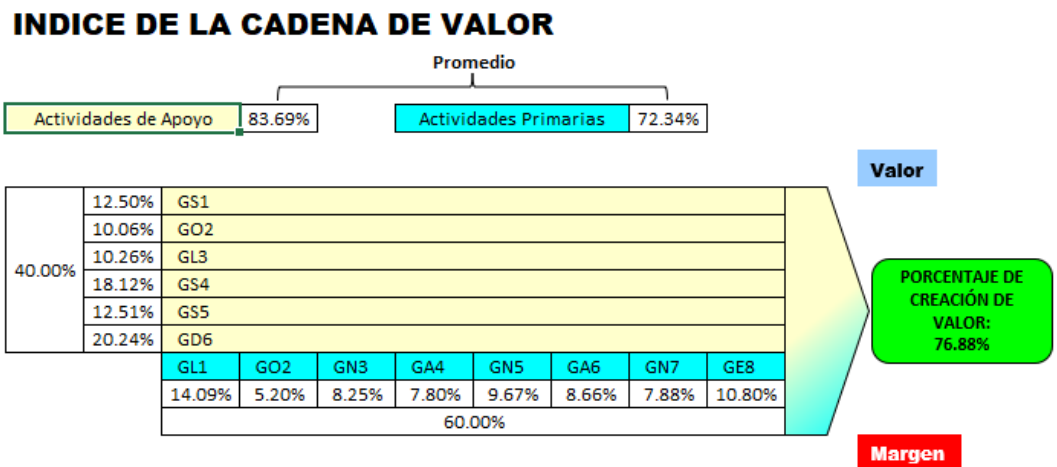 INDICE DE LA CADENA DE VALOR
Promedio
Actividades de Apoyo 83.69% Actividades Primarias 72.34%
Valor
40.00%
12.50% GS1
10.06% GO2
10.26% GL3
18.12% GS4
12.51% GS5
20.24% GD6
GL1 GO2 GN3 GA4 GN5 GA6 GN7 GE8
14.09% 5.20% 8.25% 7.80% 9.67% 8.66% 7.88% 10.80%
60.00%
PORCENTAJE DE
CREACIÓN DE
VALOR:
76.88%
Margen